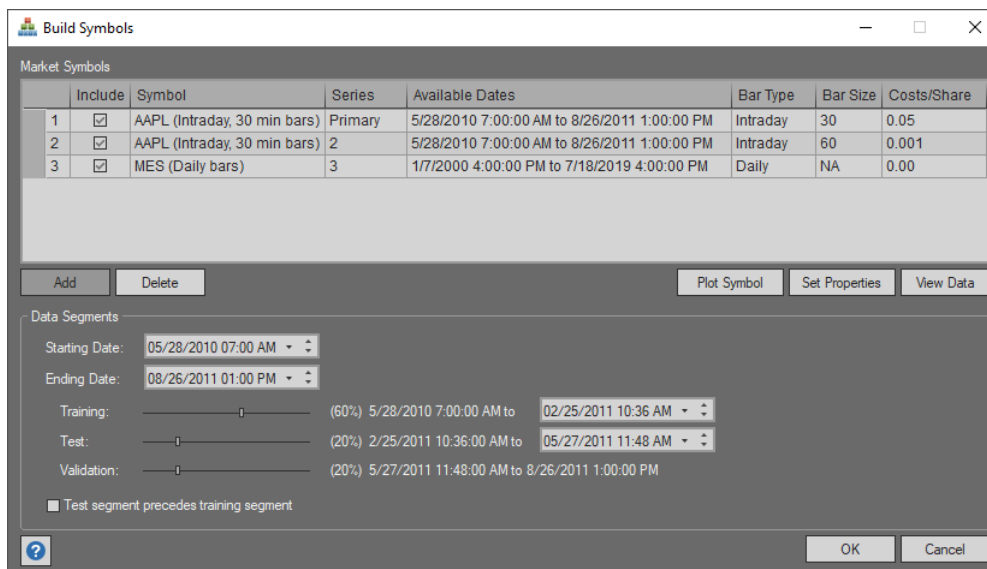 Build Symbols
Market Symbols
Include Symbol Series Available Dates Bar Type Bar Size Costs/Share
1 AAPL (Intraday, 30 min bars) Primary 5/28/2010 7:00:00 AM to 8/26/2011 1:00:00 PM Intraday 30 0.05
2 AAPL (Intraday, 30 min bars) 2 5/28/2010 7:00:00 AM to 8/26/2011 1:00:00 PM Intraday 60 0.001
3 MES (Daily bars) 3 1/7/2000 4:00:00 PM to 7/18/2019 4:00:00 PM Daily NA 0.00
Add Delete Plot Symbol Set Properties View Data
Data Segments
Starting Date: 05/28/2010 07:00 AM
Ending Date: 08/26/2011 01:00 PM
Training: (60%) 5/28/2010 7:00:00 AM to 02/25/2011 10:36 AM
Test: (20%) 2/25/2011 10:36:00 AM to 05/27/2011 11:48 AM
Validation: (20%) 5/27/2011 11:48:00 AM to 8/26/2011 1:00:00 PM
Test segment precedes training segment
? OK Cancel